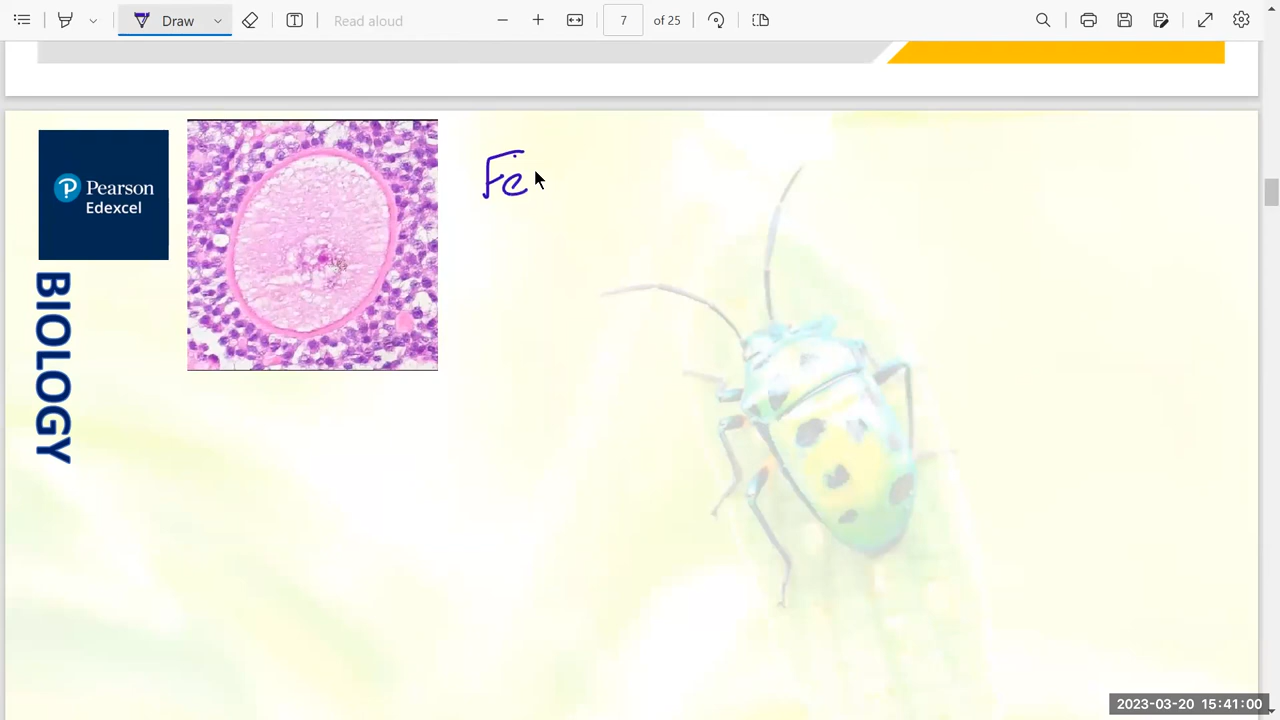 Draw
Read aloud
7
of 25
Pearson
Edexcel
BIOLOGY
Fe
2023-03-20 15:41:00